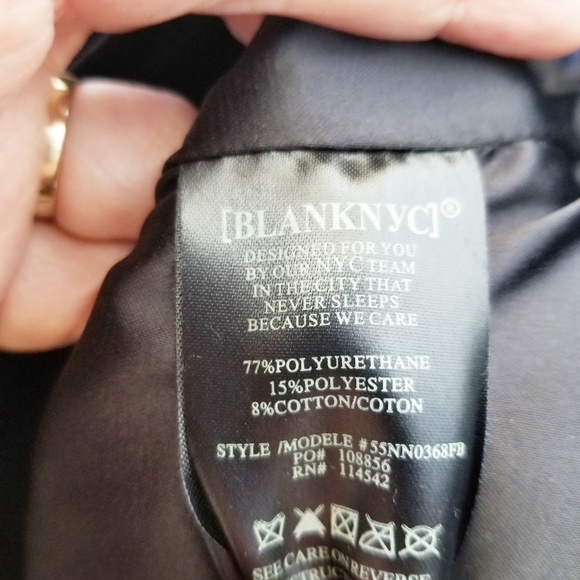 [BLANKNYC]®
DESIGNED FOR YOU
BY OUR NYC TEAM
IN THE CITY THAT
NEVER SLEEPS
BECAUSE WE CARE
77%POLYURETHANE
15%POLYESTER
8%COTTON/COTON
STYLE /MODELE #55NN0368FB
PO# 108856
RN# 114542
SEE CARE ON REVERSE